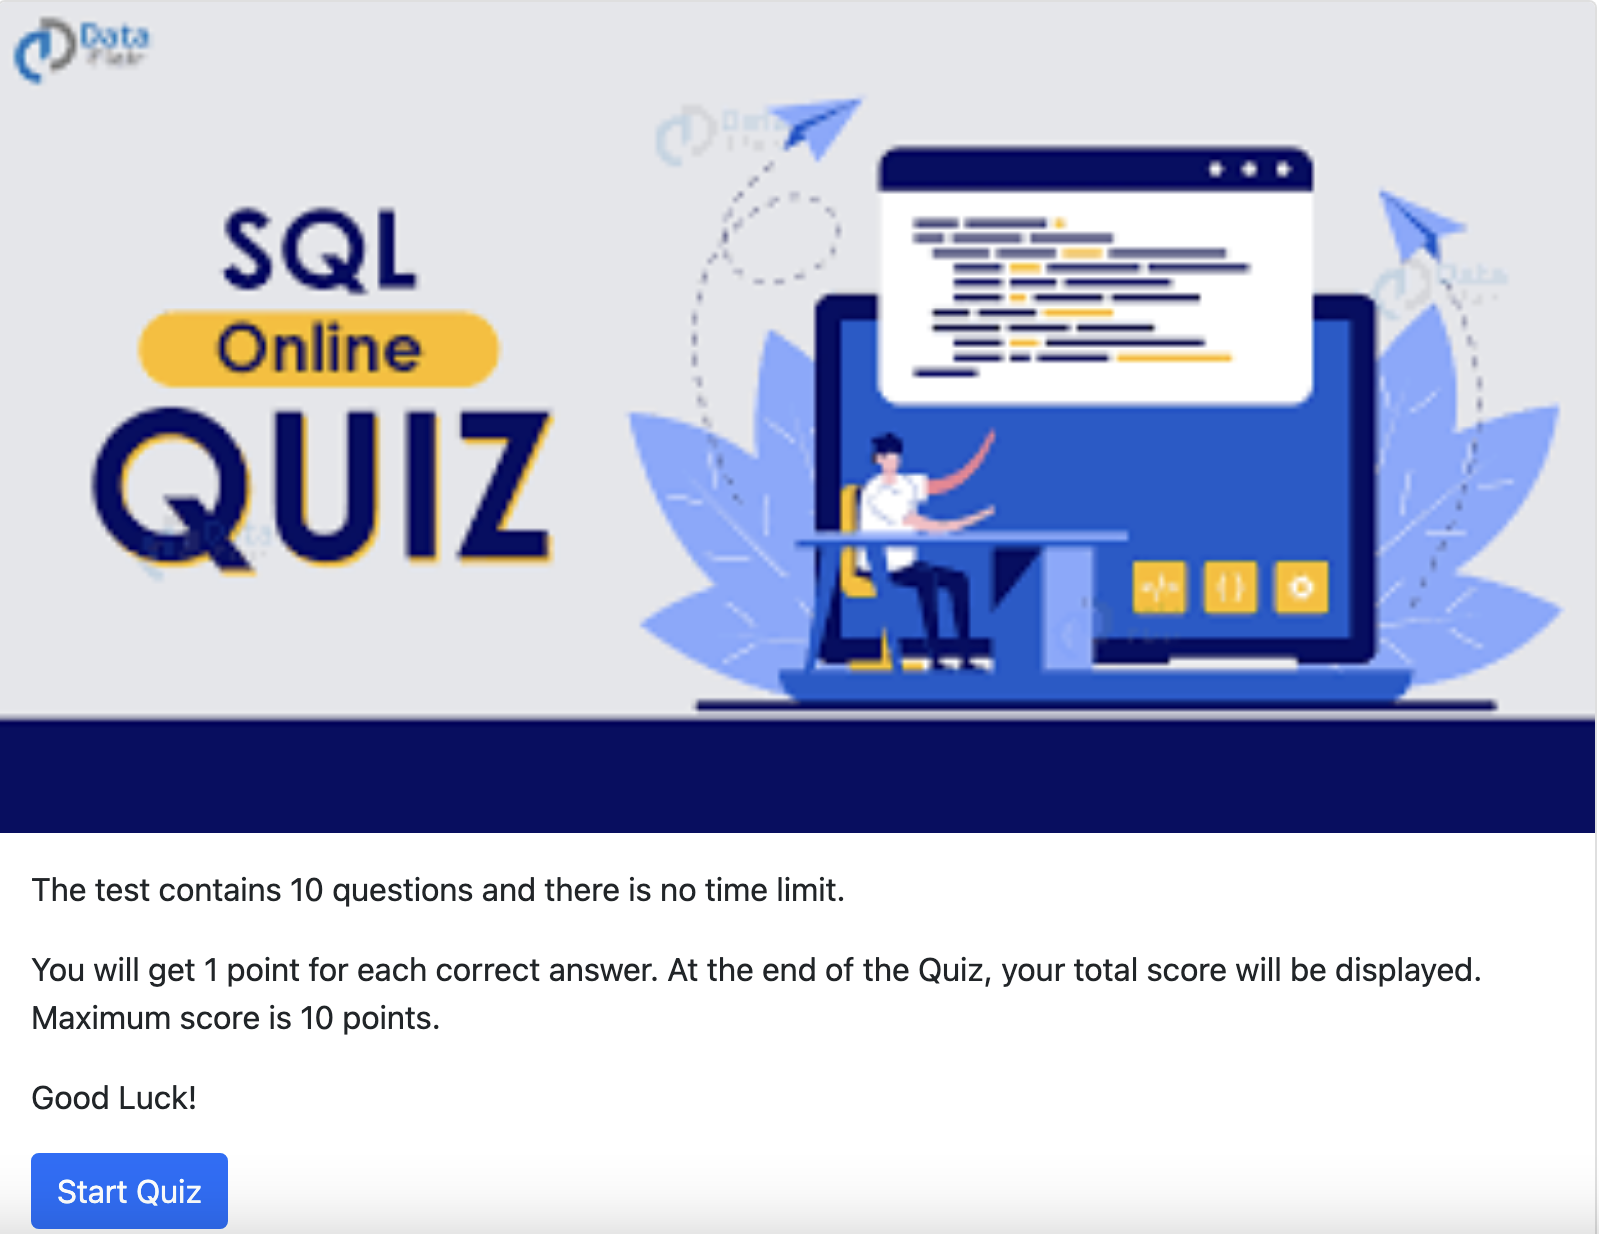 Data
Flair
SQL
Online
QUIZ
The test contains 10 questions and there is no time limit.
You will get 1 point for each correct answer. At the end of the Quiz, your total score will be displayed.
Maximum score is 10 points.
Good Luck!
Start Quiz